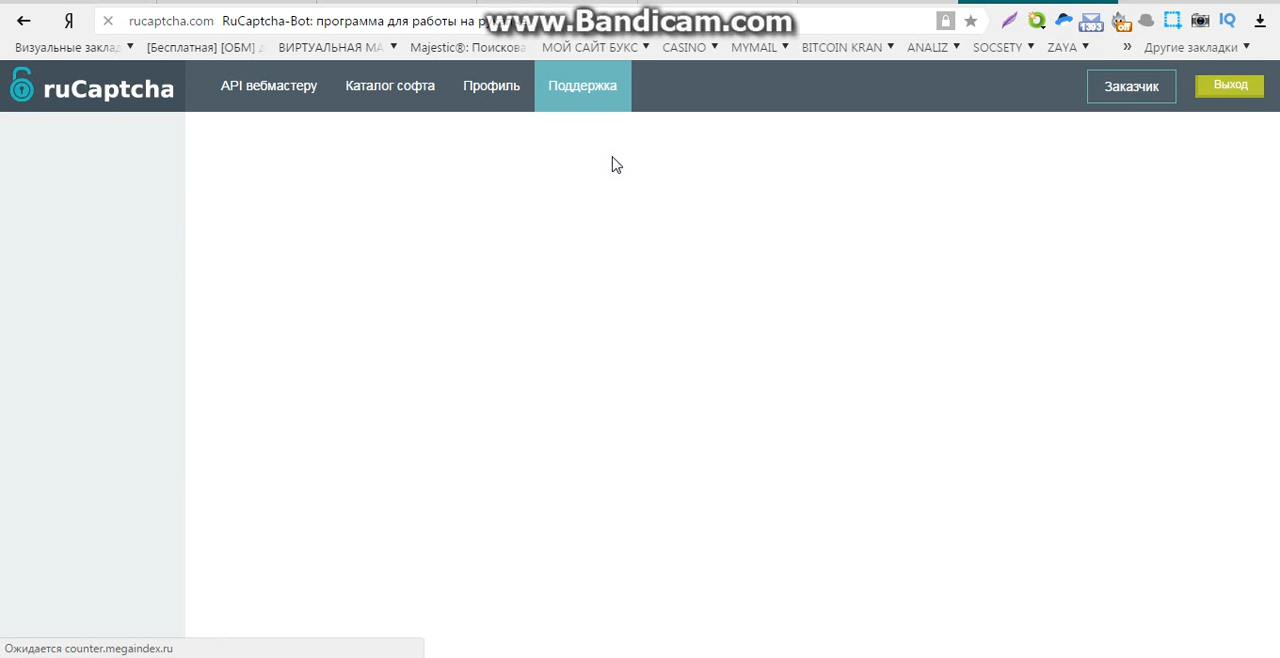 www.Bandicam.com
Я rucaptcha.com RuCaptcha-Bot: программа для работы на
Визуальные заклад [Бесплатная] [ОБМ] ВИРТУАЛЬНАЯ МА Majestic®: Поискова МОЙ САЙТ БУКС CASINO MYMAIL BITCOIN KRAN ANALIZ SOCSETY ZAYA » Другие закладки
ruCaptcha API вебмастеру Каталог софта Профиль Поддержка Заказчик Выход
Ожидается counter.megaindex.ru